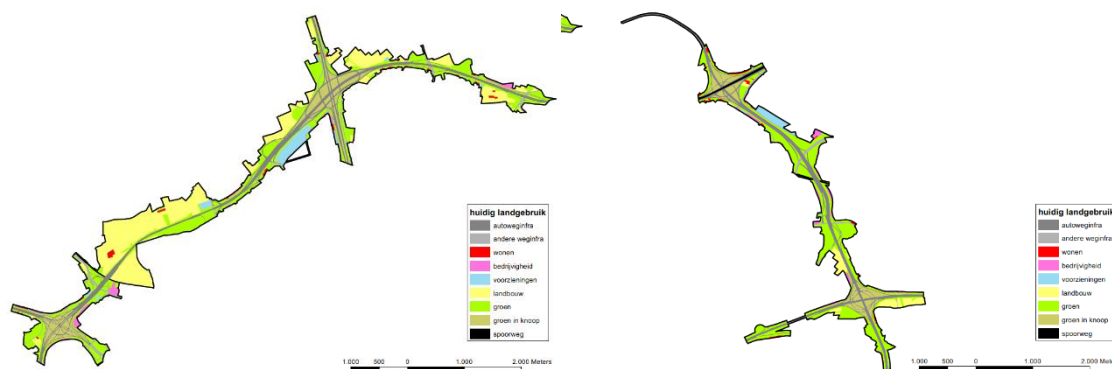 huidig landgebruik
autoweginfra
andere weginfra
wonen
bedrijvigheid
voorzieningen
landbouw
groen
groen in knoop
spoorweg
1.000 500 0 1.000 2.000 Meters
huidig landgebruik
autoweginfra
andere weginfra
wonen
bedrijvigheid
voorzieningen
landbouw
groen
groen in knoop
spoorweg
1.000 500 0 1.000 2.000 Me